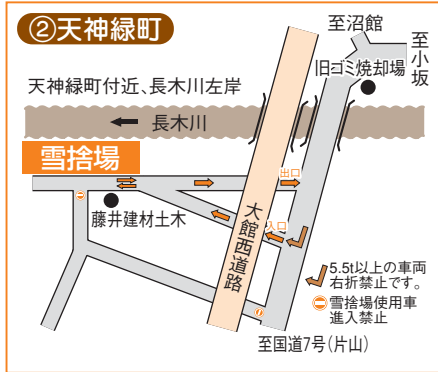 ②天神緑町
至沼館
至小坂
旧ゴミ焼却場
天神緑町付近、長木川左岸
長木川
雪捨場
出口
藤井建材土木
大館西道路
入口
5.5t以上の車両
右折禁止です。
雪捨場使用車
進入禁止
至国道7号(片山)